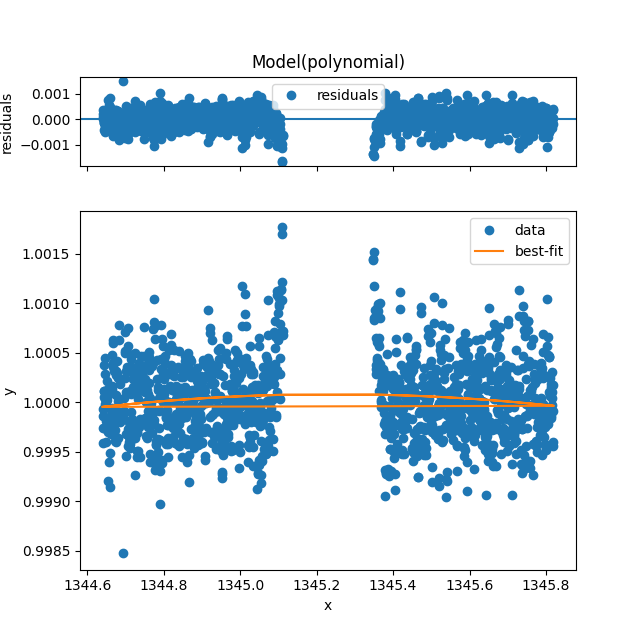 Model(polynomial)
residuals
0.001
0.000
−0.001
residuals
y
1.0015
1.0010
1.0005
1.0000
0.9995
0.9990
0.9985
data
best-fit
1344.6 1344.8 1345.0 1345.2 1345.4 1345.6 1345.8
x